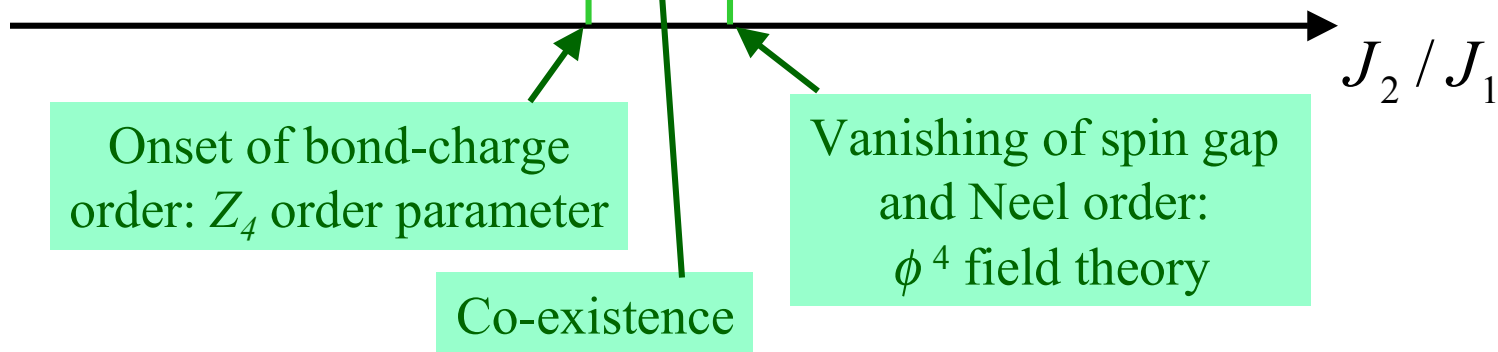 J₂ / J₁
Onset of bond-charge
order: Z₄ order parameter
Vanishing of spin gap
and Neel order:
ϕ ⁴ field theory
Co-existence